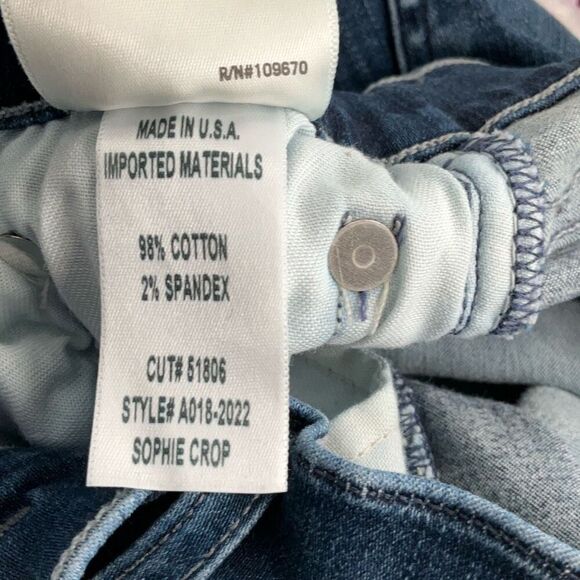 R/N#109670
MADE IN U.S.A.
IMPORTED MATERIALS
98% COTTON
2% SPANDEX
CUT# 51806
STYLE# A018-2022
SOPHIE CROP